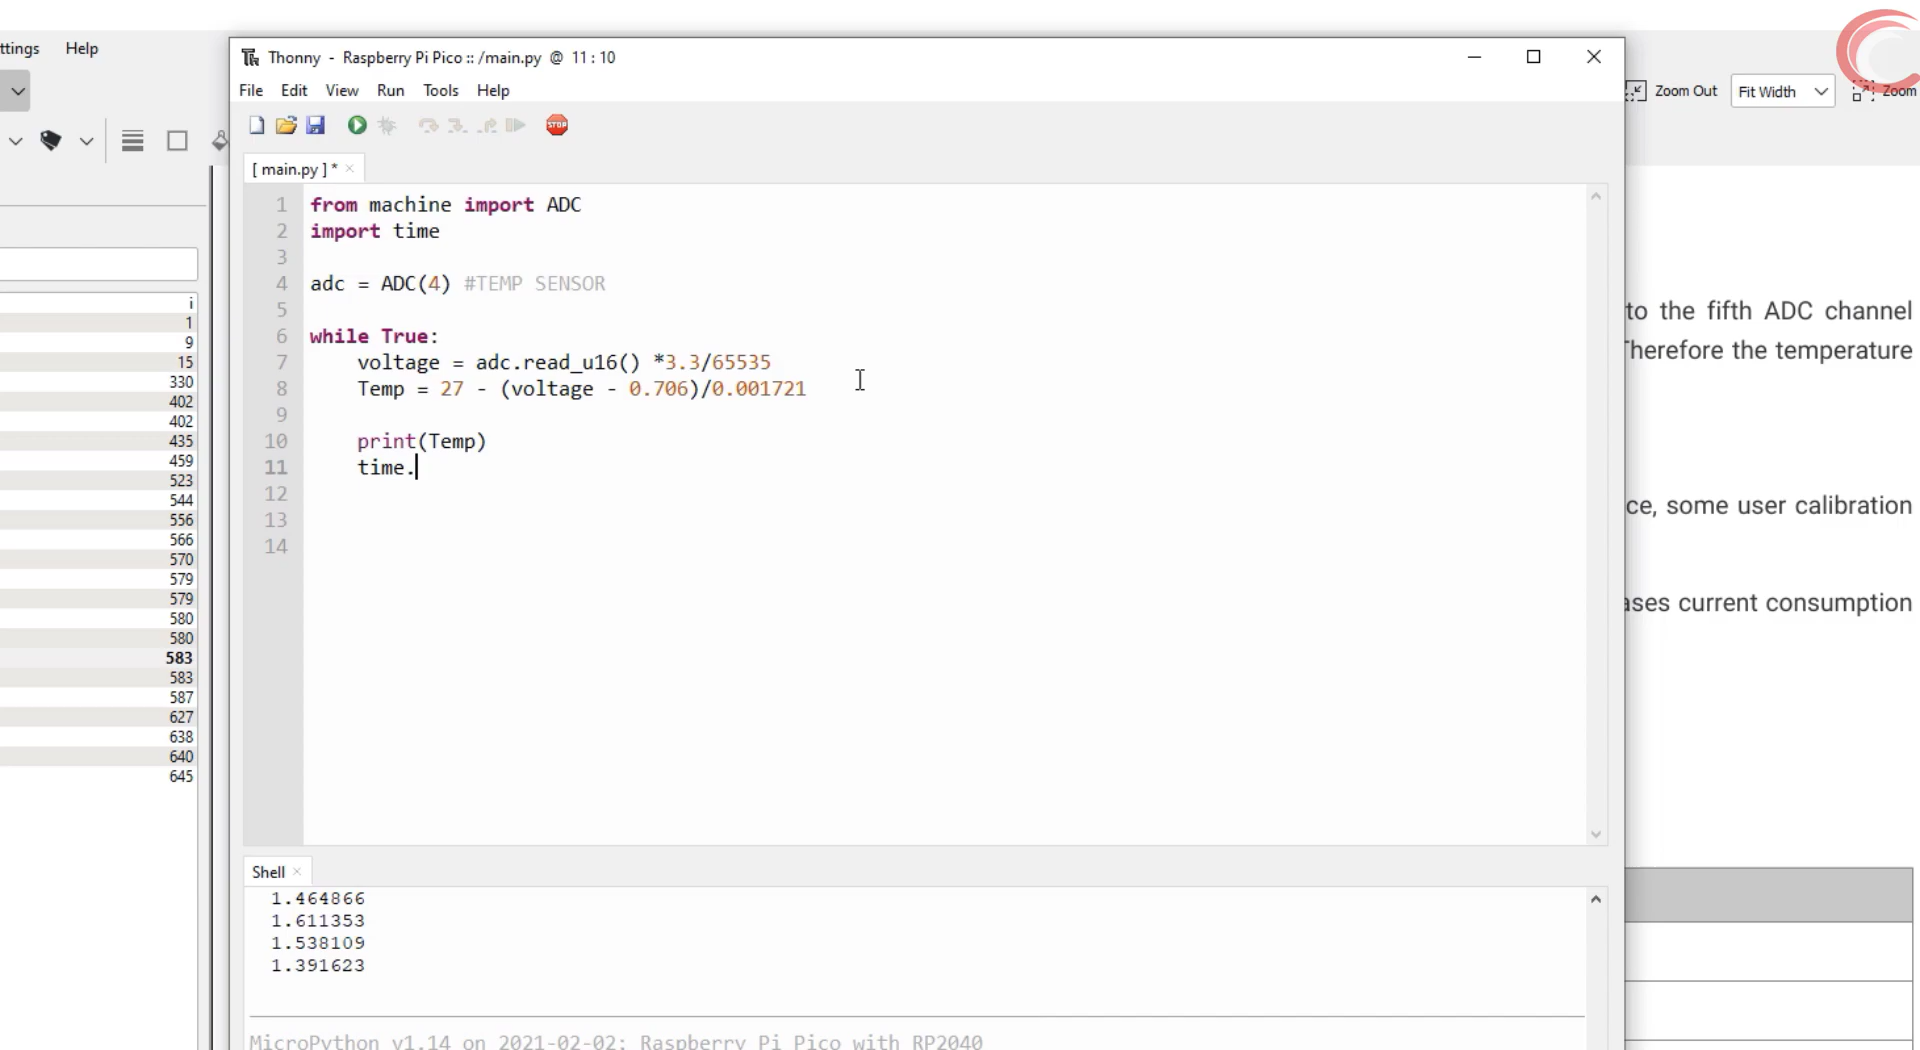 ttings Help
Thonny - Raspberry Pi Pico :: /main.py @ 11 : 10
File Edit View Run Tools Help
Zoom Out Fit Width Zoom
STOP
[ main.py ] *
1 from machine import ADC
2 import time
3
4 adc = ADC(4) #TEMP SENSOR
5
6 while True:
7 voltage = adc.read_u16() *3.3/65535
8 Temp = 27 - (voltage - 0.706)/0.001721
9
10 print(Temp)
11 time.
12
13
14
i
1
9
15
330
402
402
435
459
523
544
556
566
570
579
579
580
580
583
583
587
627
638
640
645
to the fifth ADC channel
Therefore the temperature
ce, some user calibration
ases current consumption
Shell
1.464866
1.611353
1.538109
1.391623
MicroPython v1.14 on 2021-02-02; Raspberry Pi Pico with RP2040